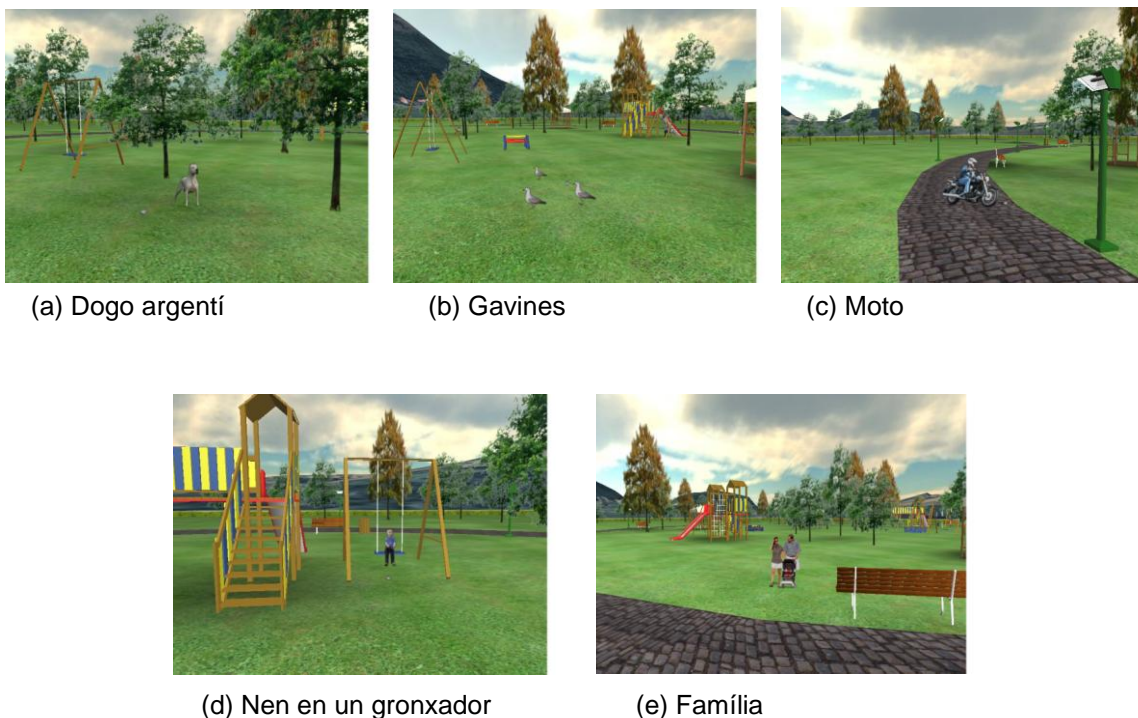 (a) Dogo argentí
(b) Gavines
(c) Moto
(d) Nen en un gronxador
(e) Família